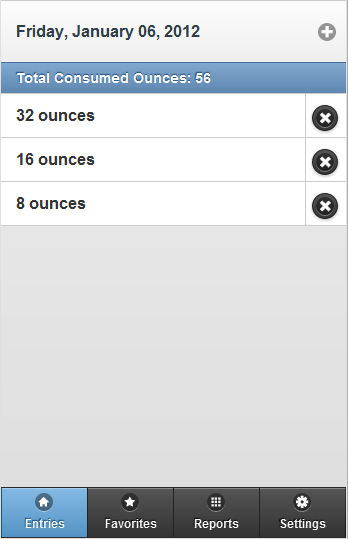 Friday, January 06, 2012
Total Consumed Ounces: 56
32 ounces
16 ounces
8 ounces
Entries Favorites Reports Settings